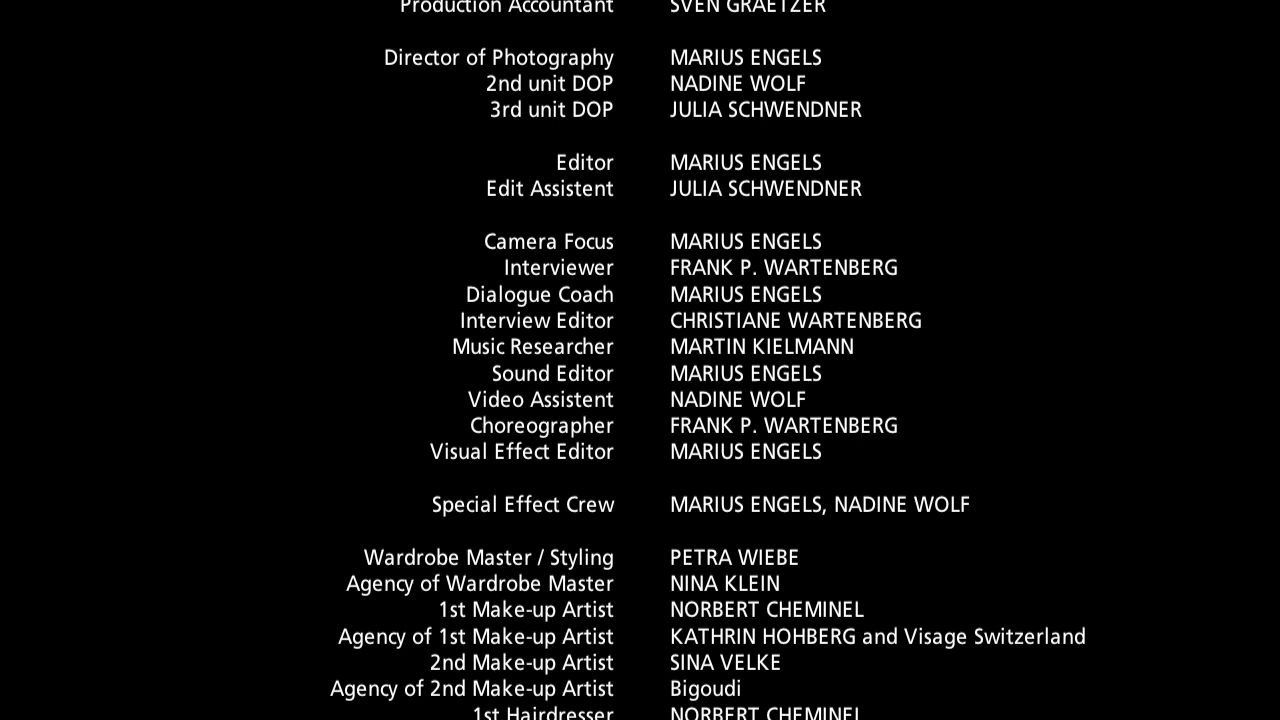 Production Accountant SVEN GRAETZER
Director of Photography MARIUS ENGELS
2nd unit DOP NADINE WOLF
3rd unit DOP JULIA SCHWENDNER
Editor MARIUS ENGELS
Edit Assistent JULIA SCHWENDNER
Camera Focus MARIUS ENGELS
Interviewer FRANK P. WARTENBERG
Dialogue Coach MARIUS ENGELS
Interview Editor CHRISTIANE WARTENBERG
Music Researcher MARTIN KIELMANN
Sound Editor MARIUS ENGELS
Video Assistent NADINE WOLF
Choreographer FRANK P. WARTENBERG
Visual Effect Editor MARIUS ENGELS
Special Effect Crew MARIUS ENGELS, NADINE WOLF
Wardrobe Master / Styling PETRA WIEBE
Agency of Wardrobe Master NINA KLEIN
1st Make-up Artist NORBERT CHEMINEL
Agency of 1st Make-up Artist KATHRIN HOHBERG and Visage Switzerland
2nd Make-up Artist SINA VELKE
Agency of 2nd Make-up Artist Bigoudi
1st Hairdresser NORBERT CHEMINEL